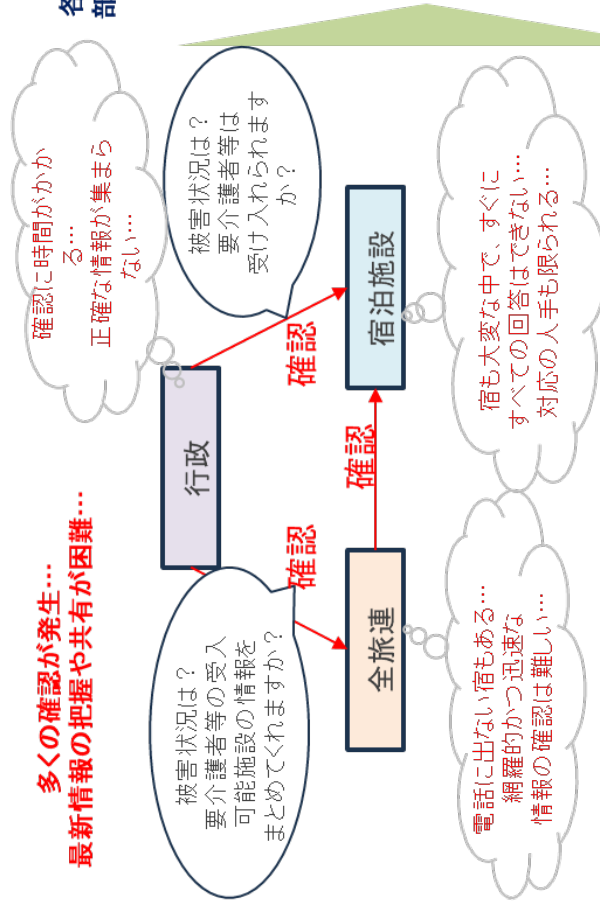 多くの確認が発生…
最新情報の把握や共有が困難…
確認に時間がかか
る…
正確な情報が集まら
ない…
行政
被害状況は？
要介護者等の受入
可能施設の情報を
まとめてくれますか？
被害状況は？
要介護者等は
受け入れられます
か？
確認
確認
全旅連
確認
宿泊施設
電話に出ない宿もある…
網羅的かつ迅速な
情報の確認は難しい…
宿も大変な中で、すぐに
すべての回答はできない…
対応の人手も限られる…
各
部